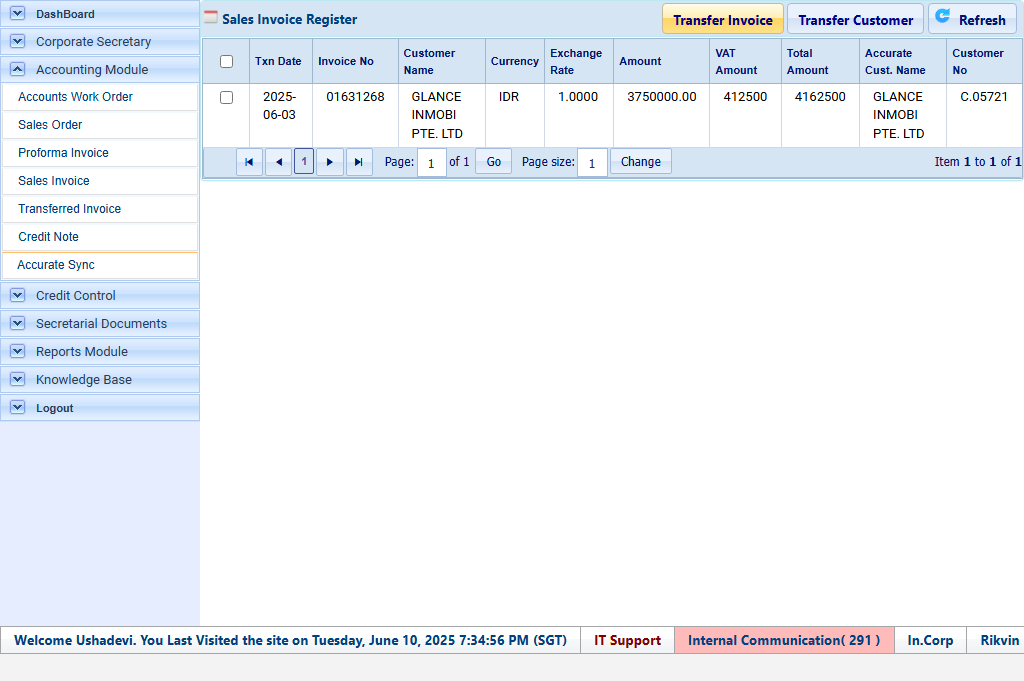 DashBoard
Corporate Secretary
Accounting Module
Accounts Work Order
Sales Order
Proforma Invoice
Sales Invoice
Transferred Invoice
Credit Note
Accurate Sync
Credit Control
Secretarial Documents
Reports Module
Knowledge Base
Logout
Sales Invoice Register
Transfer Invoice Transfer Customer Refresh
Txn Date Invoice No Customer Name Currency Exchange Rate Amount VAT Amount Total Amount Accurate Cust. Name Customer No
2025-06-03 01631268 GLANCE INMOBI PTE. LTD IDR 1.0000 3750000.00 412500 4162500 GLANCE INMOBI PTE. LTD C.05721
1 Page: 1 of 1 Go Page size: 1 Change Item 1 to 1 of 1
Welcome Ushadevi. You Last Visited the site on Tuesday, June 10, 2025 7:34:56 PM (SGT) IT Support Internal Communication( 291 ) In.Corp Rikvin